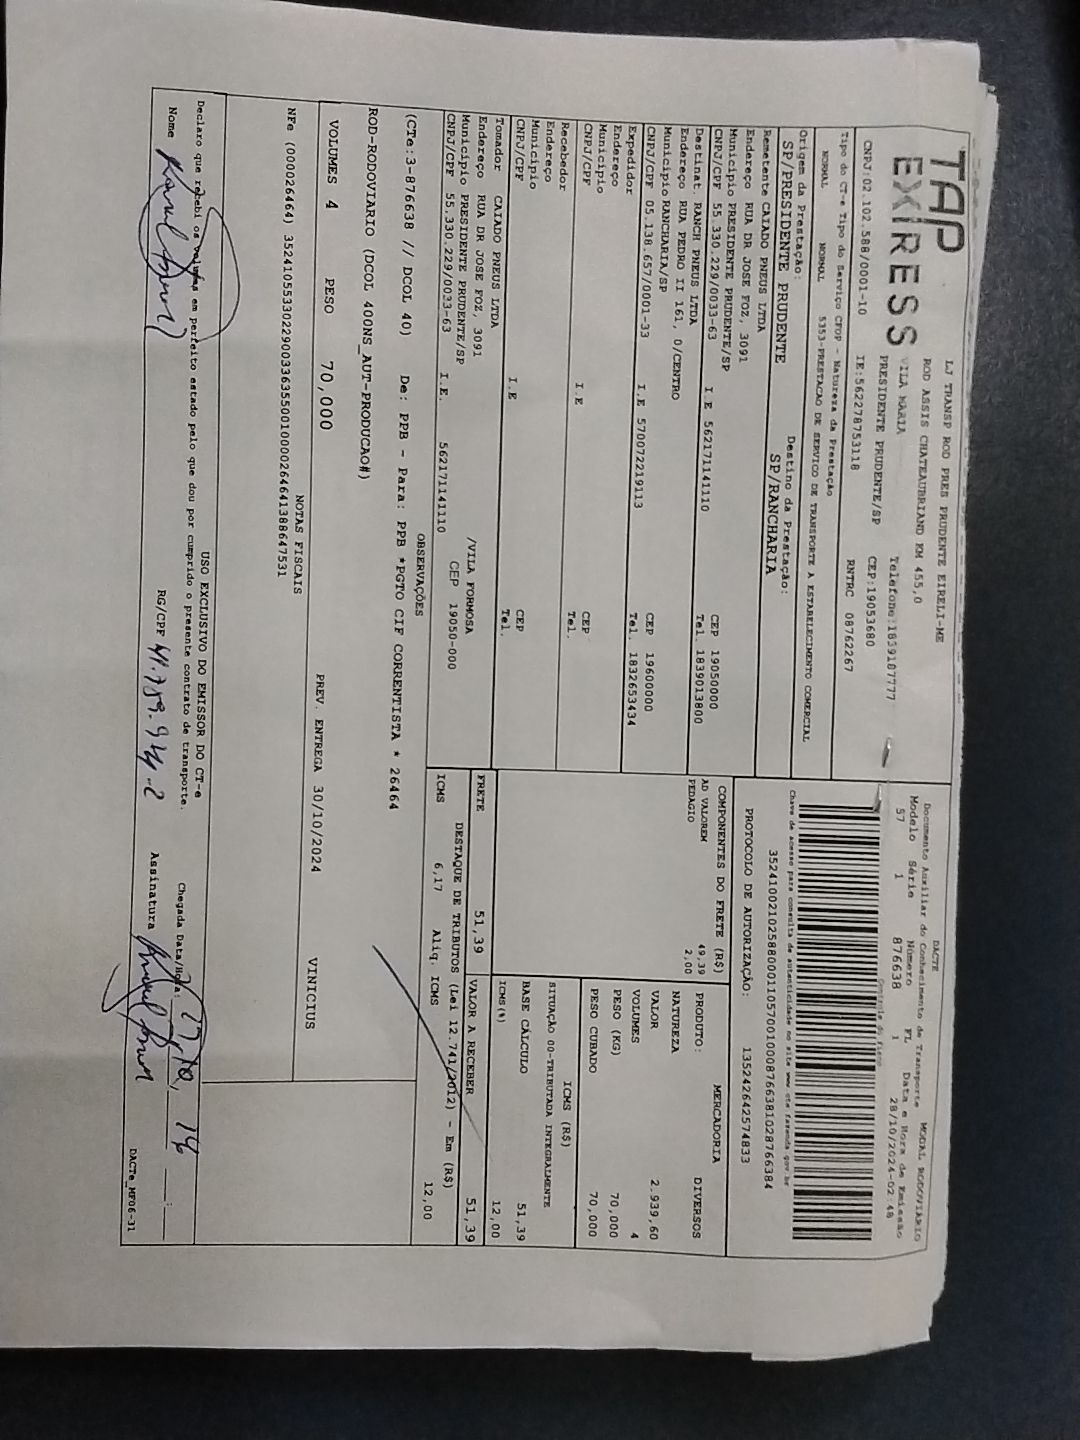 TAP
EXPRESS
LJ TRANSP ROD PRES PRUDENTE EIRELI-ME
ROD ASSIS CHATEAUBRIAND KM 455,0
VILA MARIA Telefone:1839187777
PRESIDENTE PRUDENTE/SP CEP:19053680
CNPJ:02.102.588/0001-10 IE:562278753118 RNTRC 08762267
Tipo do CT-e Tipo do Serviço CFOP - Natureza da Prestação
NORMAL NORMAL 5353-PRESTACAO DE SERVICO DE TRANSPORTE A ESTABELECIMENTO COMERCIAL
Origem da Prestação: Destino da Prestação:
SP/PRESIDENTE PRUDENTE SP/RANCHARIA
Remetente CAIADO PNEUS LTDA
Endereço RUA DR JOSE FOZ, 3091
Município PRESIDENTE PRUDENTE/SP CEP 19050000
CNPJ/CPF 55.330.229/0033-63 I.E 562171141110 Tel. 1839013800
Destinat. RANCH PNEUS LTDA
Endereço RUA PEDRO II 161, 0/CENTRO
Município RANCHARIA/SP CEP 19600000
CNPJ/CPF 05.138.657/0001-33 I.E 570072219113 Tel. 1832653434
Expedidor
Endereço
Município CEP
CNPJ/CPF I.E Tel.
Recebedor
Endereço
Município CEP
CNPJ/CPF I.E Tel.
Tomador CAIADO PNEUS LTDA
Endereço RUA DR JOSE FOZ, 3091 /VILA FORMOSA
Município PRESIDENTE PRUDENTE/SP CEP 19050-000
CNPJ/CPF 55.330.229/0033-63 I.E. 562171141110
DACTE
Documento Auxiliar do Conhecimento de Transporte MODAL RODOVIÁRIO
Modelo Série Número FL Data e Hora de Emissão
57 1 876638 1 28/10/2024-02:48
Controle do Fisco
Chave de acesso para consulta de autenticidade no site www.cte.fazenda.gov.br
35241002102588000110570010008766381028766384
PROTOCOLO DE AUTORIZAÇÃO: 135242642574833
COMPONENTES DO FRETE (R$)
AD VALOREM 49,39
PEDAGIO 2,00
FRETE 51,39
MERCADORIA
PRODUTO: DIVERSOS
NATUREZA
VALOR 2.939,60
VOLUMES 4
PESO (KG) 70,000
PESO CUBADO 70,000
ICMS (R$)
SITUAÇÃO 00-TRIBUTADA INTEGRALMENTE
BASE CÁLCULO 51,39
ICMS(%) 12,00
VALOR A RECEBER 51,39
DESTAQUE DE TRIBUTOS (Lei 12.741/2012) - Em (R$)
ICMS 6,17 Aliq. ICMS 12,00
OBSERVAÇÕES
(CTe:3-876638 // DCOL 40) De: PPB - Para: PPB *PGTO CIF CORRENTISTA * 26464
ROD-RODOVIARIO (DCOL 400NS_AUT-PRODUCAO#)
VOLUMES 4 PESO 70,000 PREV. ENTREGA 30/10/2024 VINICIUS
NOTAS FISCAIS
NFe (000026464) 35241055330229003363550010000264641388647531
USO EXCLUSIVO DO EMISSOR DO CT-e
Declaro que recebi os volumes em perfeito estado pelo que dou por cumprido o presente contrato de transporte.
Chegada Data/Hora:
Nome RG/CPF Assinatura
DACTe_MF06-31